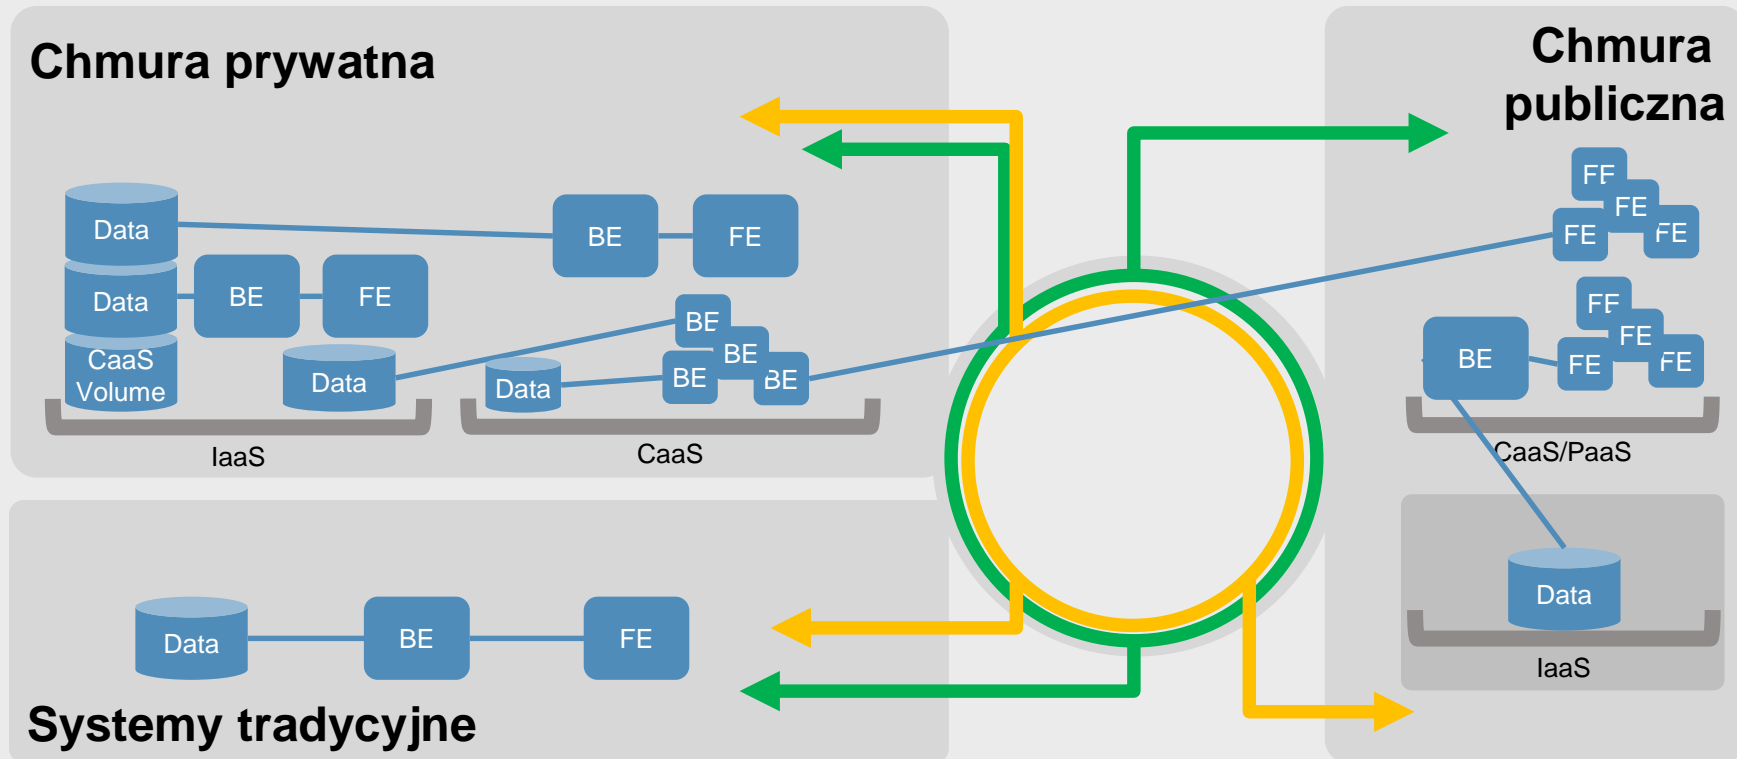 Chmura prywatna
Data
BE
FE
Data
BE
FE
CaaS
Volume
Data
IaaS
Data
BE
BE
BE
BE
CaaS
Chmura
publiczna
FE
FE
FE
FE
BE
FE
FE
FE
FE
CaaS/PaaS
Data
IaaS
Data
BE
FE
Systemy tradycyjne